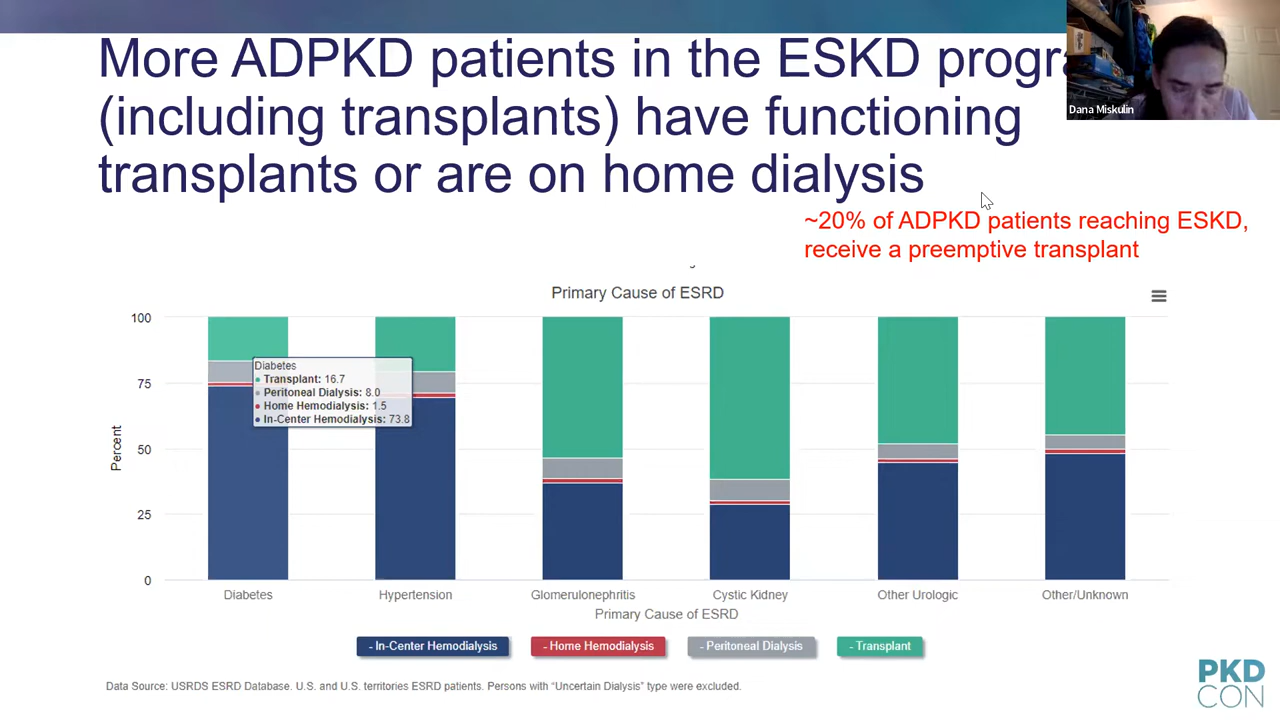 More ADPKD patients in the ESKD progra
(including transplants) have functioning
transplants or are on home dialysis
Dana Miskulin
~20% of ADPKD patients reaching ESKD,
receive a preemptive transplant
Primary Cause of ESRD
100
75
50
25
0
Percent
Diabetes
Transplant: 16.7
Peritoneal Dialysis: 8.0
Home Hemodialysis: 1.5
In-Center Hemodialysis: 73.8
Diabetes Hypertension Glomerulonephritis Cystic Kidney Other Urologic Other/Unknown
Primary Cause of ESRD
- In-Center Hemodialysis - Home Hemodialysis - Peritoneal Dialysis - Transplant
Data Source: USRDS ESRD Database. U.S. and U.S. territories ESRD patients. Persons with “Uncertain Dialysis” type were excluded.
PKD
CON